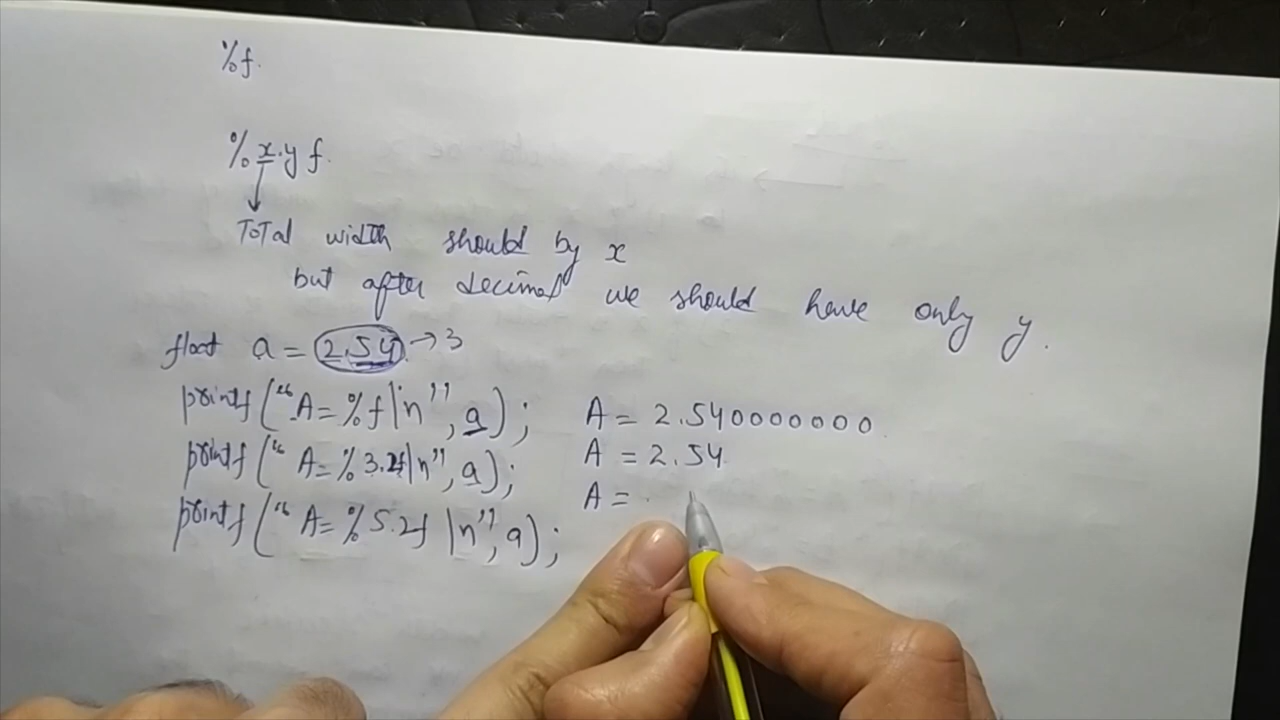 %f.
%x.yf.
Total width should by x
but after decimal we should have only y.
float a = 2.54 → 3
printf("A=%f\n", a); A = 2.540000000
printf("A=%3.2f\n", a); A = 2.54
printf("A=%5.2f\n", a); A =